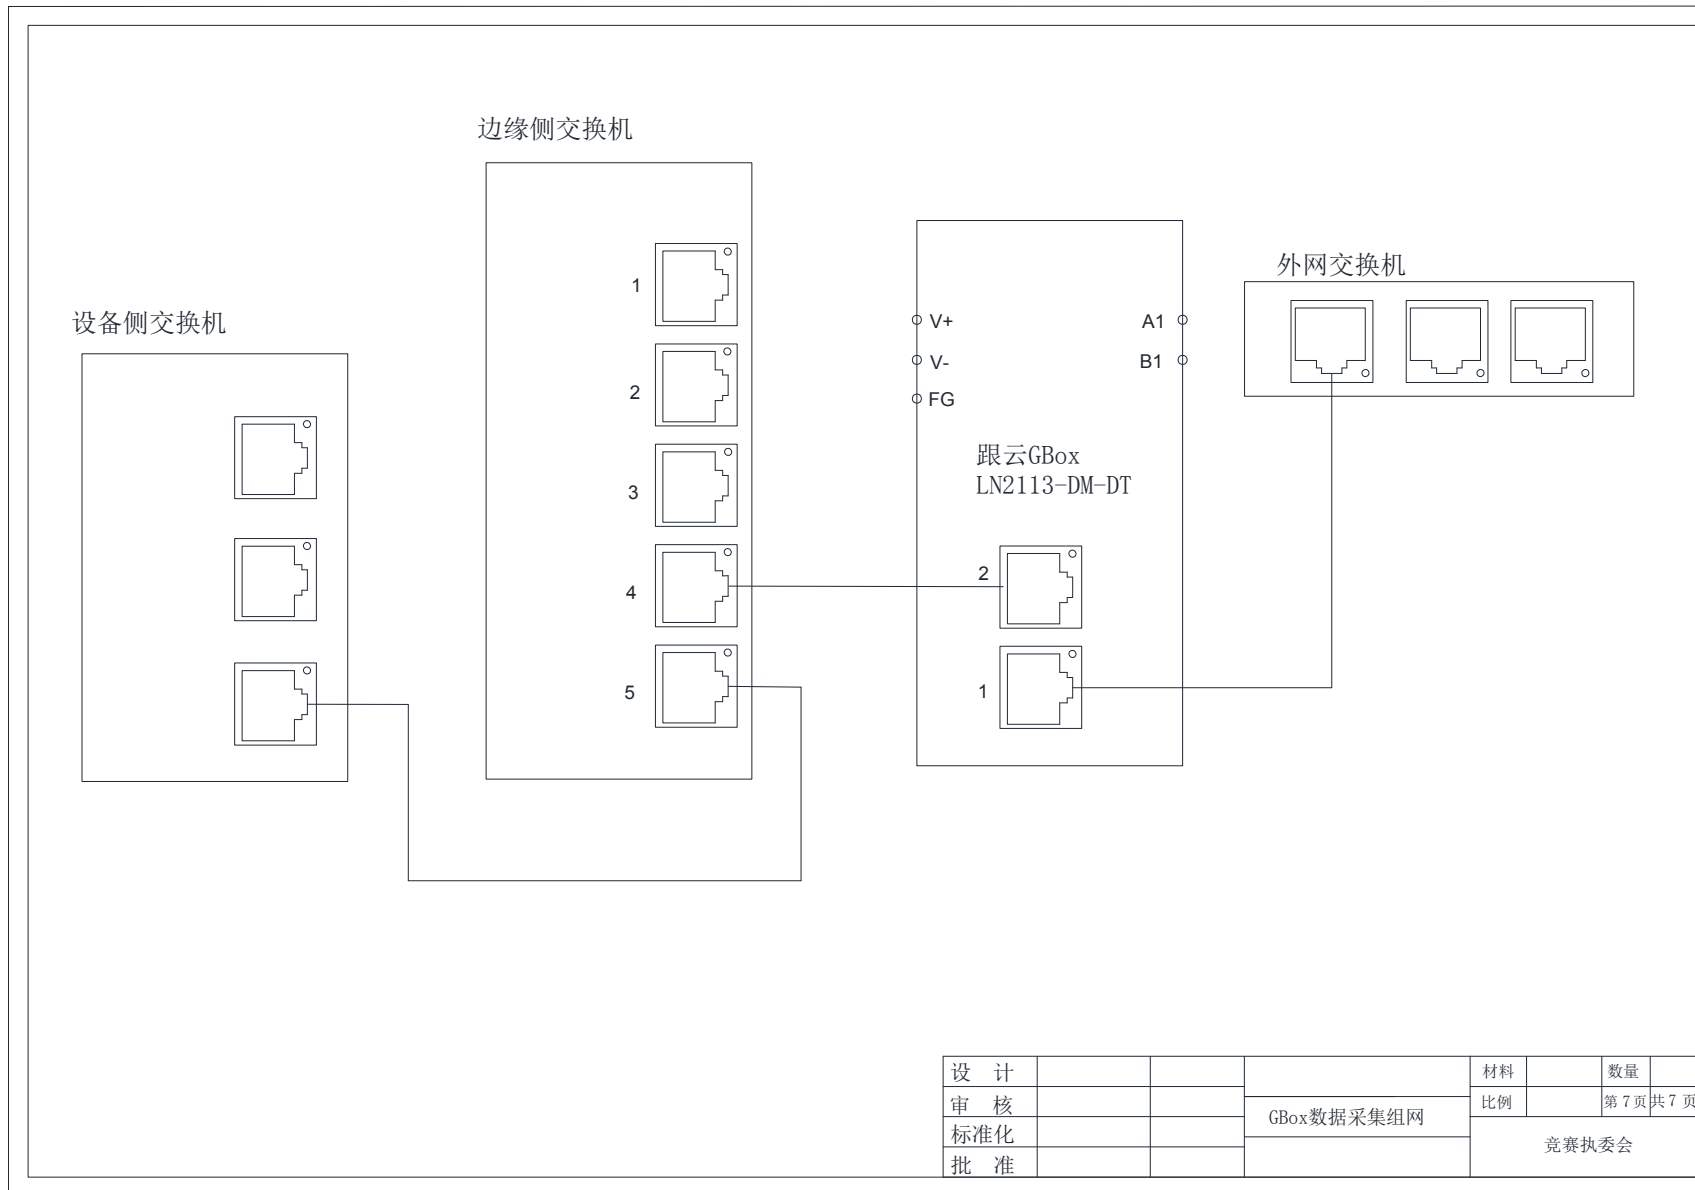 边缘侧交换机
设备侧交换机
外网交换机
1
2
3
4
5
V+
V-
FG
A1
B1
跟云GBox
LN2113-DM-DT
2
1
设 计
审 核
标准化
批 准
GBox数据采集组网
材料
数量
比例
第 7 页 共 7 页
竞赛执委会